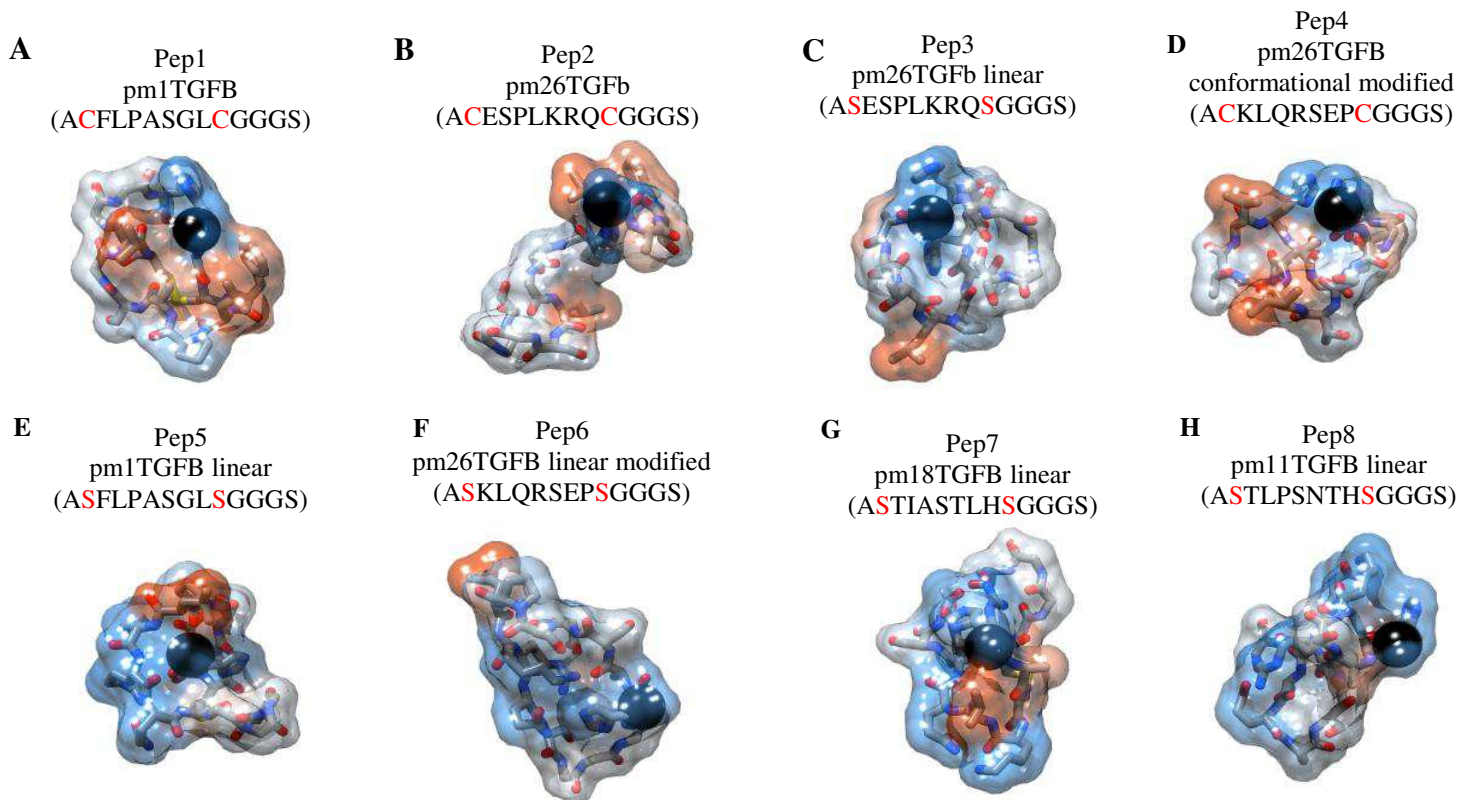 A
Pep1
pm1TGFB
(ACFLPASGLCGGGS)
B
Pep2
pm26TGFb
(ACESPLKRQCGGGS)
C
Pep3
pm26TGFb linear
(ASESPLKRQSGGGS)
D
Pep4
pm26TGFB
conformational modified
(ACKLQRSEPCGGGS)
E
Pep5
pm1TGFB linear
(ASFLPASGLSGGGS)
F
Pep6
pm26TGFB linear modified
(ASKLQRSEPSGGGS)
G
Pep7
pm18TGFB linear
(ASTIASTLHSGGGS)
H
Pep8
pm11TGFB linear
(ASTLPSNTHSGGGS)